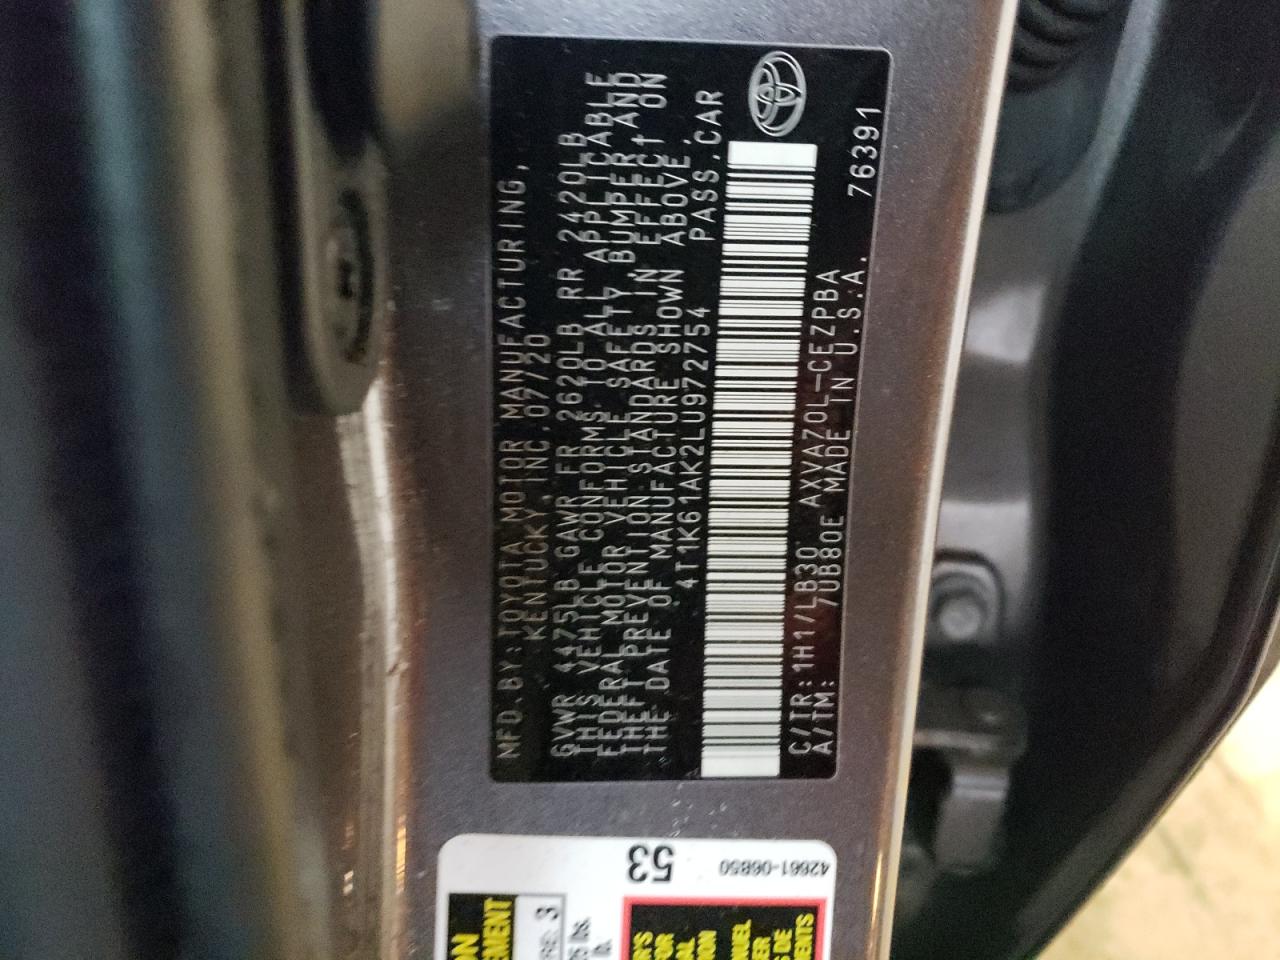 MFD.BY:TOYOTA MOTOR MANUFACTURING,
KENTUCKY,INC.07/20
GVWR 4475LB GAWR FR 2620LB RR 2420LB
THIS VEHICLE CONFORMS TO ALL APPLICABLE
FEDERAL MOTOR VEHICLE SAFETY, BUMPER, AND
THEFT PREVENTION STANDARDS IN EFFECT ON
THE DATE OF MANUFACTURE SHOWN ABOVE.
4T1K61AK2LU972754 PASS.CAR
C/TR:1H1/LB30 AXVA70L-CEZPBA
A/TM: /UB80E MADE IN U.S.A. 76391
53
42661-06B50